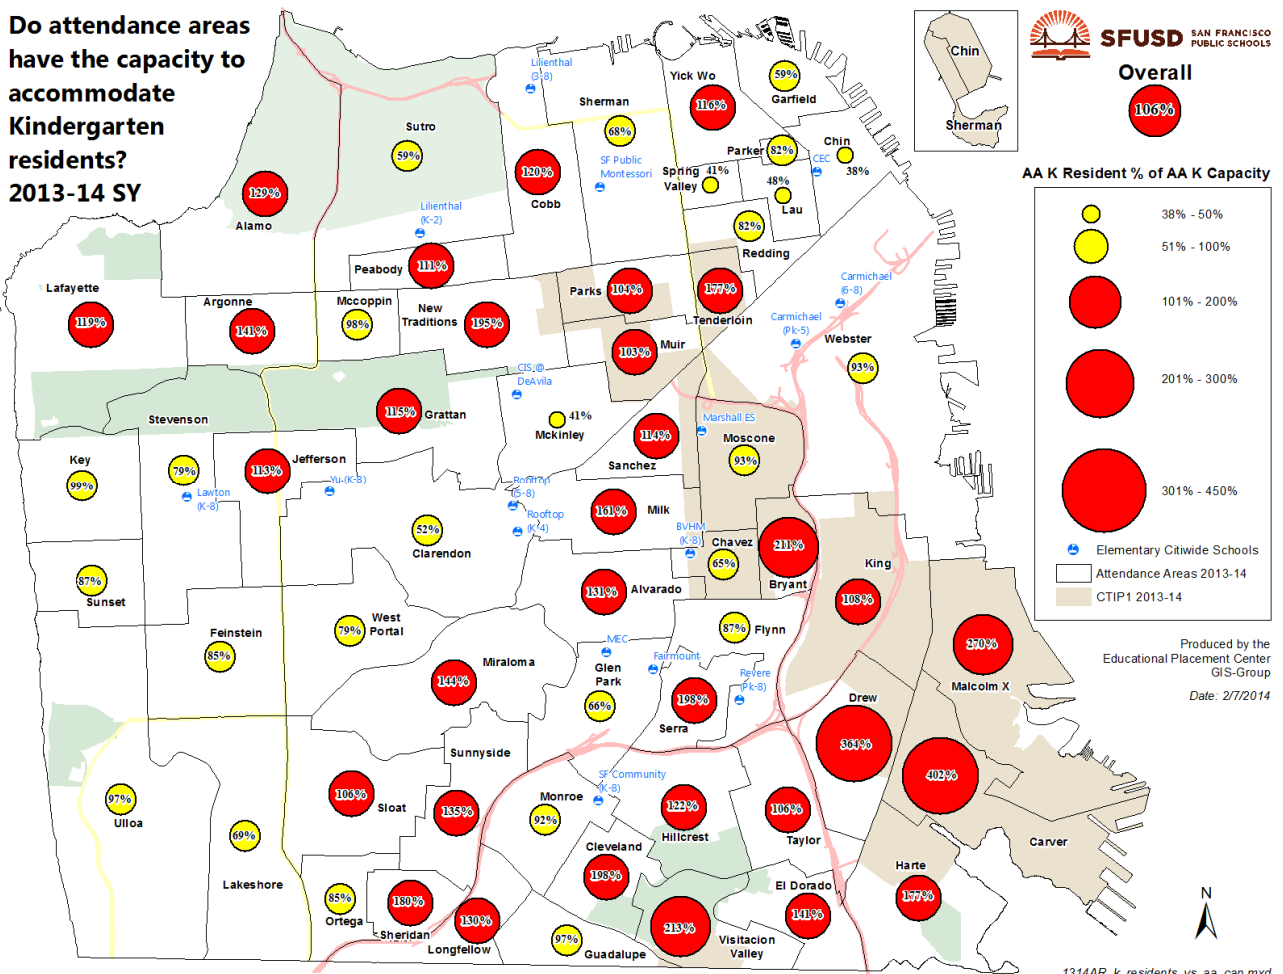 Do attendance areas
have the capacity to
accommodate
Kindergarten
residents?
2013-14 SY
SFUSD
SAN FRANCISCO
PUBLIC SCHOOLS
Overall
106%
Chin
Sherman
AA K Resident % of AA K Capacity
38% - 50%
51% - 100%
101% - 200%
201% - 300%
301% - 450%
Elementary Citiwide Schools
Attendance Areas 2013-14
CTIP1 2013-14
Produced by the
Educational Placement Center
GIS-Group
Date: 2/7/2014
N
1314AR_k_residents_vs_aa_cap.mxd
Lilienthal
(3-8)
Yick Wo
116%
59%
Garfield
Sherman
68%
Sutro
59%
Parker
82%
Chin
38%
CEC
SF Public
Montessori
Spring
Valley
41%
48%
Lau
120%
Cobb
129%
Alamo
Lilienthal
(K-2)
82%
Redding
Peabody
111%
Lafayette
119%
Argonne
141%
Mccoppin
98%
New
Traditions
195%
Parks
104%
177%
Tenderloin
Carmichael
(6-8)
Carmichael
(Pk-5)
Webster
93%
103%
Muir
CIS @
DeAvila
115%
Grattan
Stevenson
41%
Mckinley
114%
Sanchez
Marshall ES
Moscone
93%
Key
99%
79%
Lawton
(K-8)
113%
Jefferson
Yu-(K-8)
Rooftop
(5-8)
Rooftop
(K-4)
161%
Milk
52%
Clarendon
BVHM
(K-8)
Chavez
65%
211%
Bryant
King
108%
87%
Sunset
131%
Alvarado
Feinstein
85%
79%
West
Portal
87%
Flynn
MEC
Fairmount
Glen
Park
66%
Revere
(Pk-8)
270%
Malcolm X
Miraloma
144%
198%
Serra
Drew
364%
402%
Sunnyside
135%
106%
Sloat
97%
Ulloa
69%
Lakeshore
SF Community
(K-8)
Monroe
92%
122%
Hillcrest
106%
Taylor
Carver
Cleveland
198%
Harte
177%
El Dorado
141%
85%
Ortega
180%
Sheridan
130%
Longfellow
97%
Guadalupe
213%
Visitacion
Valley